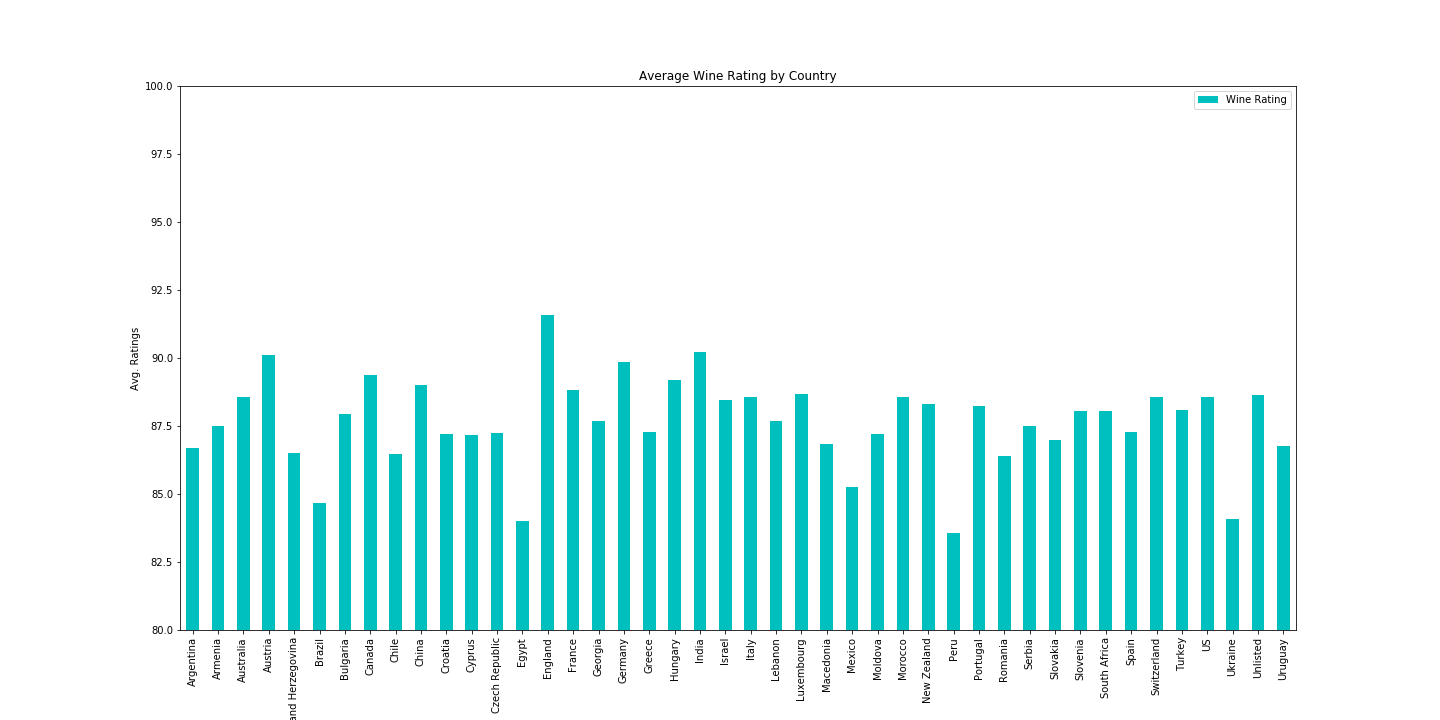 Average Wine Rating by Country
Wine Rating
100.0
97.5
95.0
92.5
90.0
87.5
85.0
82.5
80.0
Avg. Ratings
Argentina
Armenia
Australia
Austria
and Herzegovina
Brazil
Bulgaria
Canada
Chile
China
Croatia
Cyprus
Czech Republic
Egypt
England
France
Georgia
Germany
Greece
Hungary
India
Israel
Italy
Lebanon
Luxembourg
Macedonia
Mexico
Moldova
Morocco
New Zealand
Peru
Portugal
Romania
Serbia
Slovakia
Slovenia
South Africa
Spain
Switzerland
Turkey
US
Ukraine
Unlisted
Uruguay